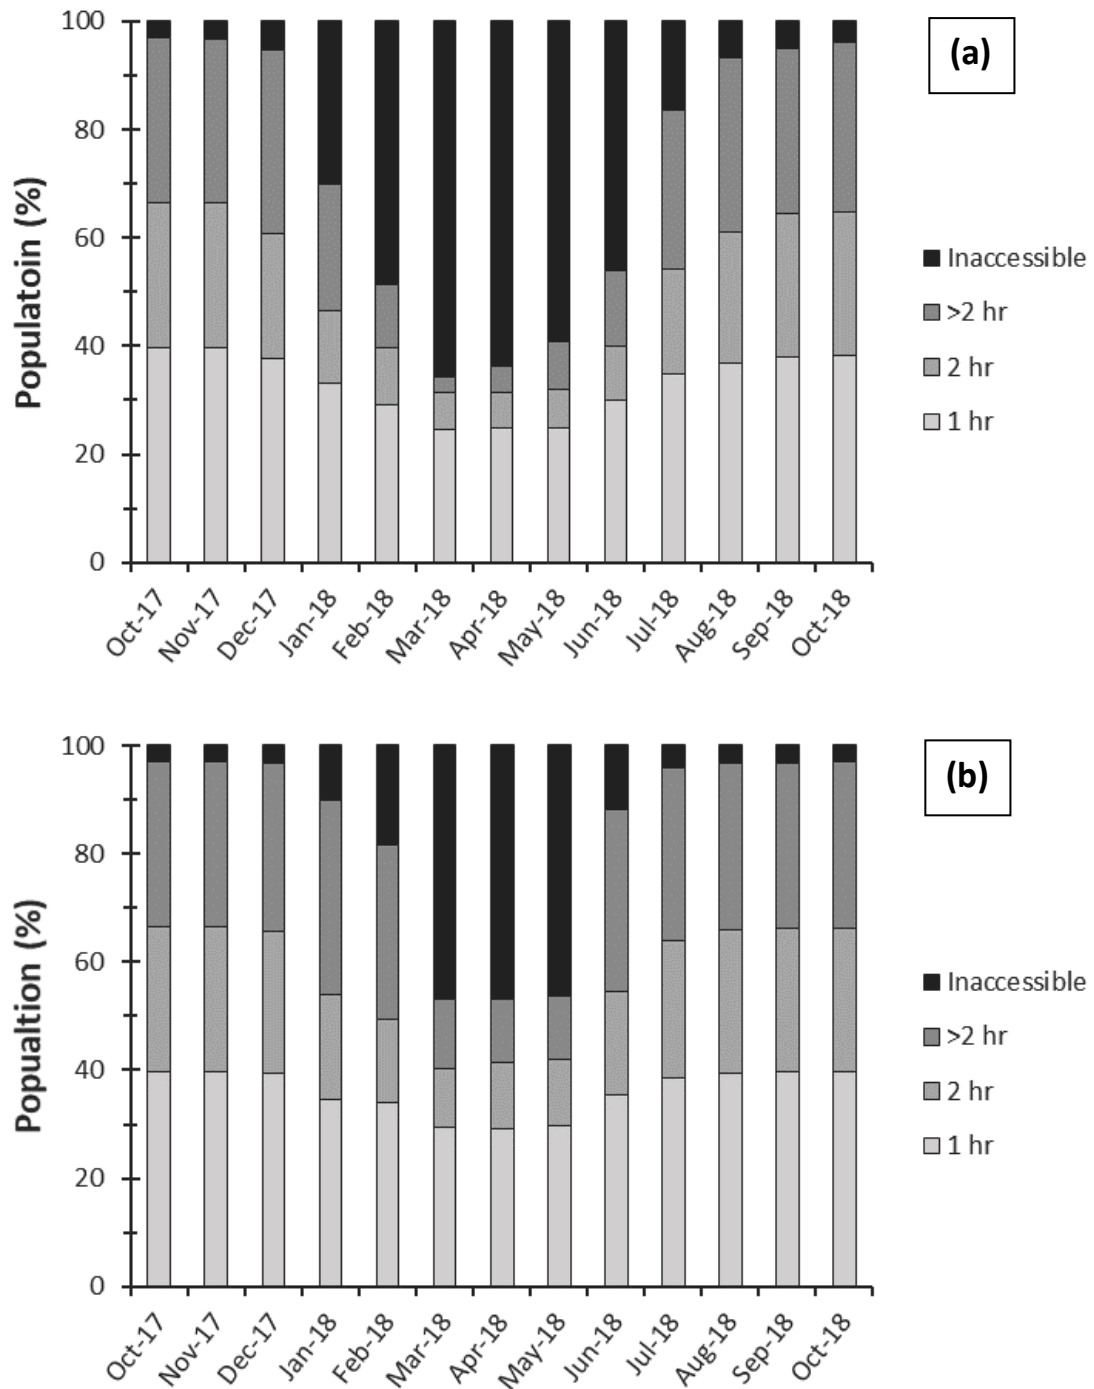 (a)
Populatoin (%)
100
80
60
40
20
0
Oct-17
Nov-17
Dec-17
Jan-18
Feb-18
Mar-18
Apr-18
May-18
Jun-18
Jul-18
Aug-18
Sep-18
Oct-18
Inaccessible
>2 hr
2 hr
1 hr
(b)
Popualtion (%)
100
80
60
40
20
0
Oct-17
Nov-17
Dec-17
Jan-18
Feb-18
Mar-18
Apr-18
May-18
Jun-18
Jul-18
Aug-18
Sep-18
Oct-18
Inaccessible
>2 hr
2 hr
1 hr